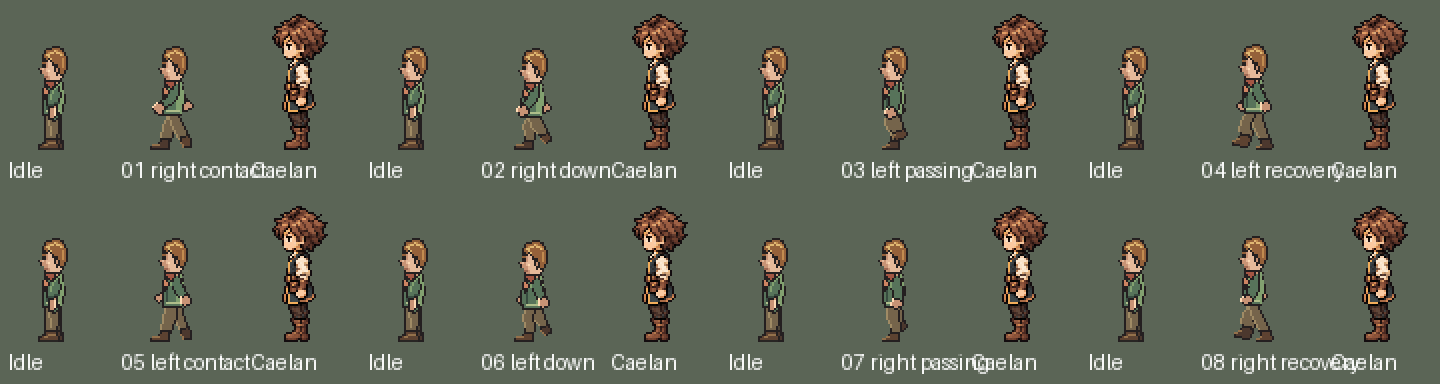 Idle 01 right contact Caelan Idle 02 right down Caelan Idle 03 left passing Caelan Idle 04 left recovery Caelan
Idle 05 left contact Caelan Idle 06 left down Caelan Idle 07 right passing Caelan Idle 08 right recovery Caelan